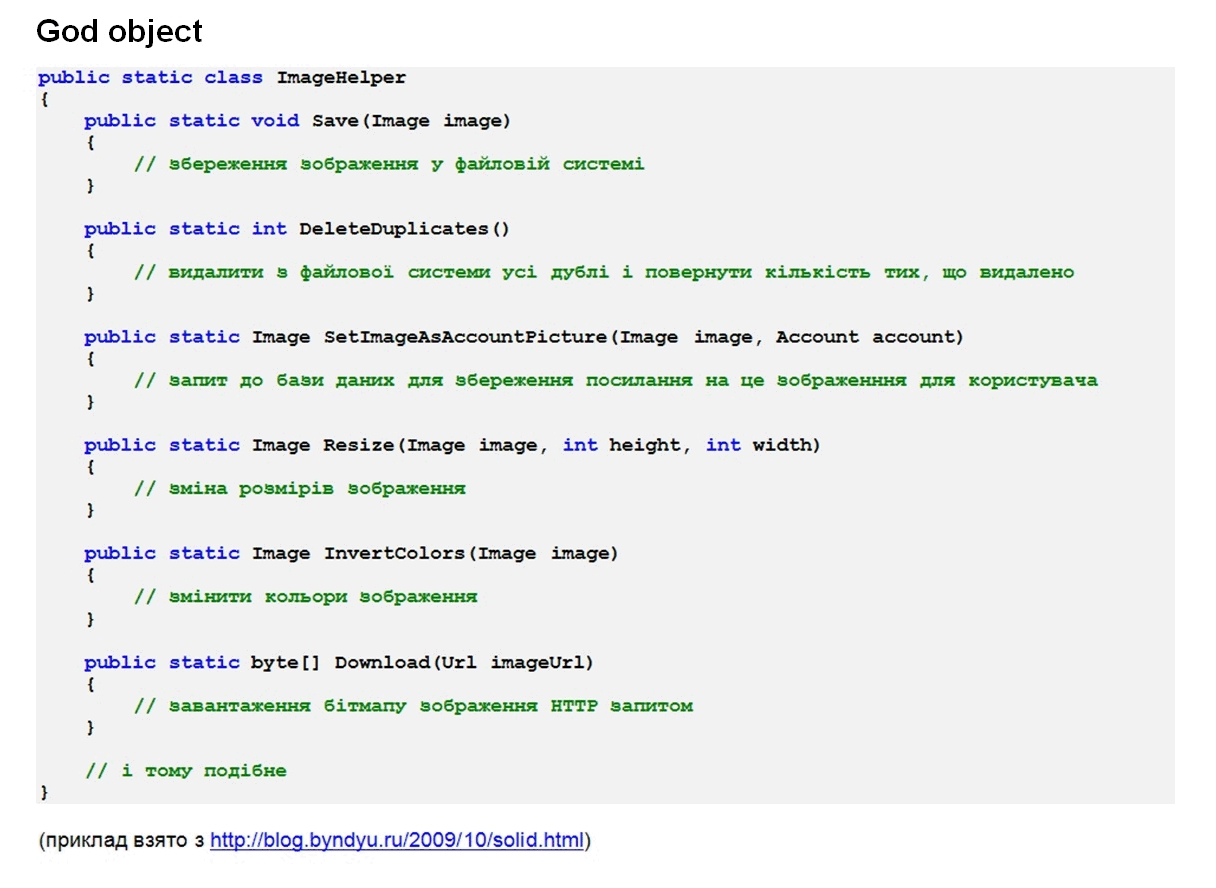 God object
public static class ImageHelper
{
public static void Save(Image image)
{
// збереження зображення у файловій системі
}
public static int DeleteDuplicates()
{
// видалити з файлової системи усі дублі і повернути кількість тих, що видалено
}
public static Image SetImageAsAccountPicture(Image image, Account account)
{
// запит до бази даних для збереження посилання на це зображенння для користувача
}
public static Image Resize(Image image, int height, int width)
{
// зміна розмірів зображення
}
public static Image InvertColors(Image image)
{
// змінити кольори зображення
}
public static byte[] Download(Url imageUrl)
{
// завантаження бітмапу зображення HTTP запитом
}
// і тому подібне
}
(приклад взято з http://blog.byndyu.ru/2009/10/solid.html)